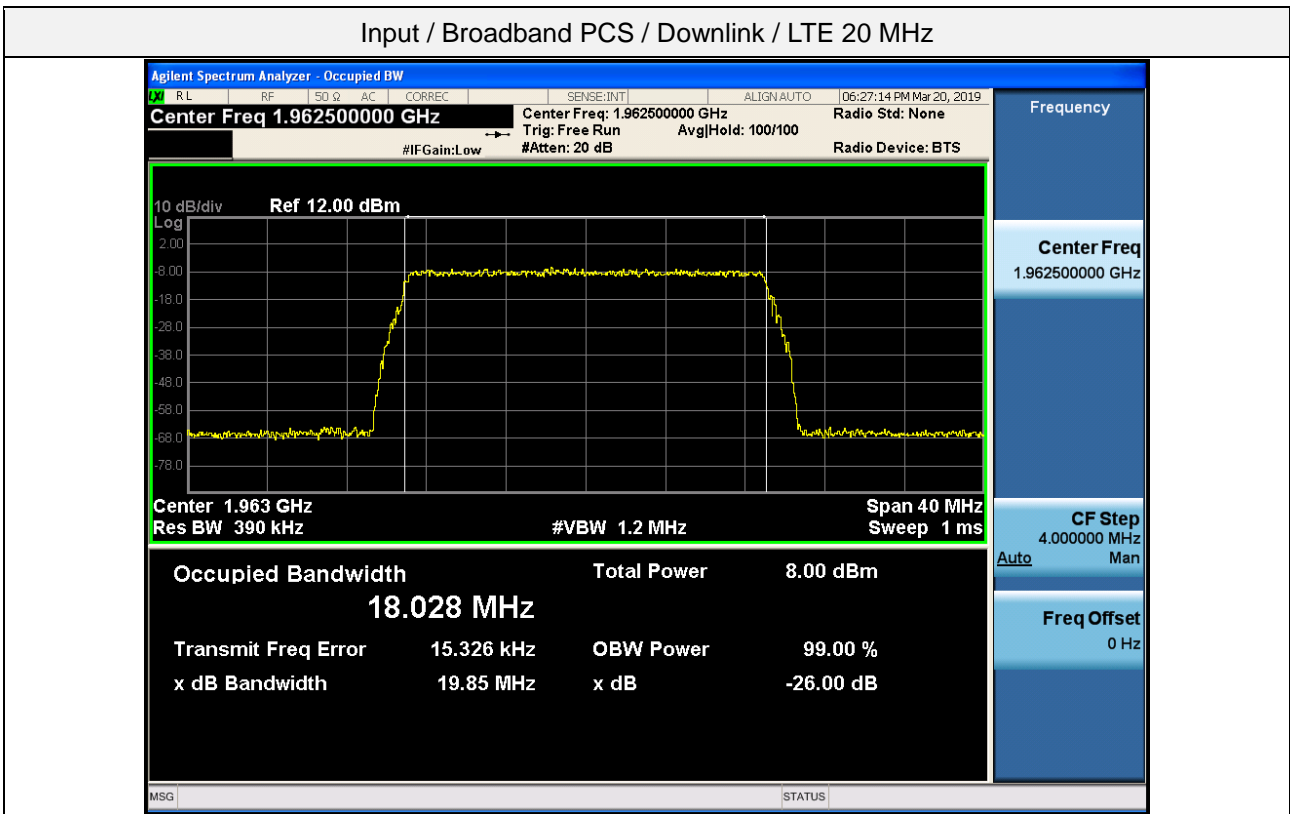 Input / Broadband PCS / Downlink / LTE 20 MHz
Agilent Spectrum Analyzer - Occupied BW
LXI RL RF 50 Ω AC CORREC SENSE:INT ALIGN AUTO 06:27:14 PM Mar 20, 2019
Center Freq 1.962500000 GHz Center Freq: 1.962500000 GHz Radio Std: None
Trig: Free Run Avg|Hold: 100/100
#IFGain:Low #Atten: 20 dB Radio Device: BTS
Frequency
10 dB/div Ref 12.00 dBm
Log
2.00
-8.00
-18.0
-28.0
-38.0
-48.0
-58.0
-68.0
-78.0
Center 1.963 GHz Span 40 MHz
Res BW 390 kHz #VBW 1.2 MHz Sweep 1 ms
Occupied Bandwidth Total Power 8.00 dBm
18.028 MHz
Transmit Freq Error 15.326 kHz OBW Power 99.00 %
x dB Bandwidth 19.85 MHz x dB -26.00 dB
Center Freq
1.962500000 GHz
CF Step
4.000000 MHz
Auto Man
Freq Offset
0 Hz
MSG STATUS